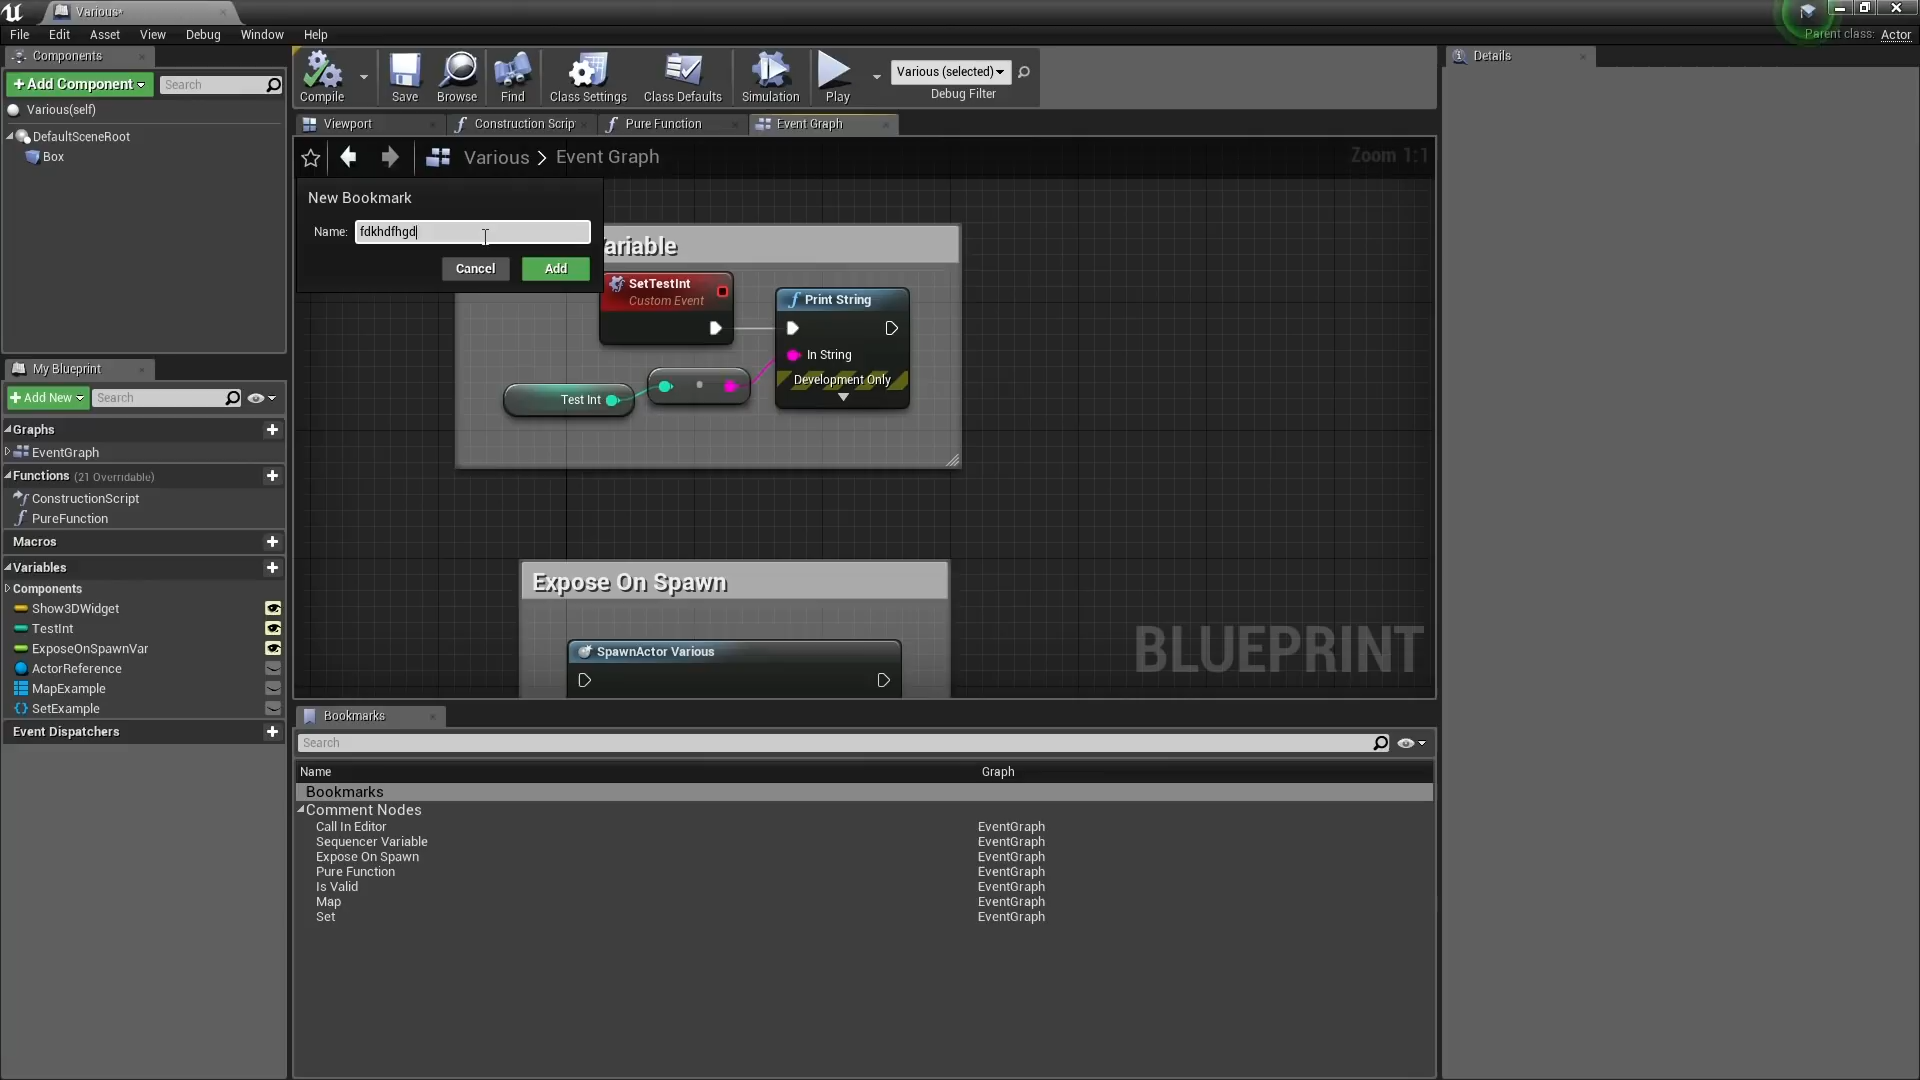 Various*
File Edit Asset View Debug Window Help
Parent class: Actor
Components
+ Add Component
Search
Various(self)
DefaultSceneRoot
Box
Compile
Save
Browse
Find
Class Settings
Class Defaults
Simulation
Play
Various (selected)
Debug Filter
Details
Viewport
Construction Scrip
Pure Function
Event Graph
Various > Event Graph
Zoom 1:1
New Bookmark
Name: fdkhdfhgd
Cancel
Add
ariable
SetTestInt
Custom Event
Print String
In String
Development Only
Test Int
Expose On Spawn
SpawnActor Various
BLUEPRINT
My Blueprint
+ Add New
Search
Graphs
EventGraph
Functions (21 Overridable)
ConstructionScript
PureFunction
Macros
Variables
Components
Show3DWidget
TestInt
ExposeOnSpawnVar
ActorReference
MapExample
SetExample
Event Dispatchers
Bookmarks
Search
Name Graph
Bookmarks
Comment Nodes
Call In Editor EventGraph
Sequencer Variable EventGraph
Expose On Spawn EventGraph
Pure Function EventGraph
Is Valid EventGraph
Map EventGraph
Set EventGraph